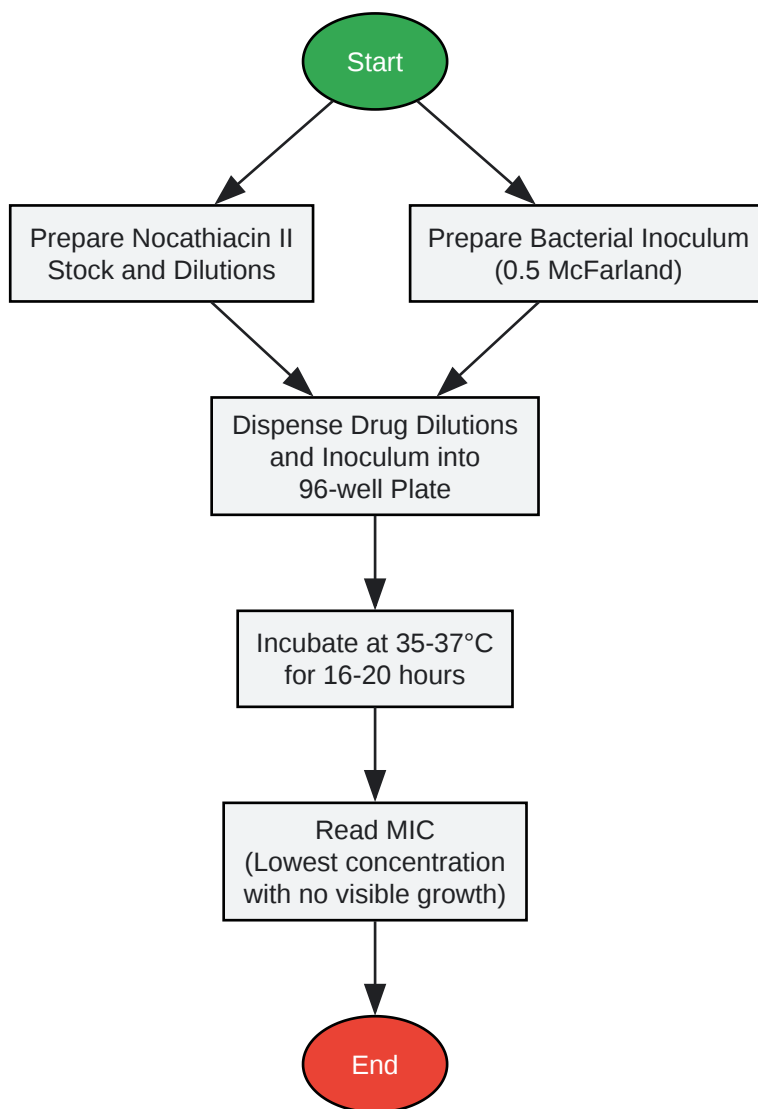 Start
Prepare Nocathiacin II
Stock and Dilutions
Prepare Bacterial Inoculum
(0.5 McFarland)
Dispense Drug Dilutions
and Inoculum into
96-well Plate
Incubate at 35-37°C
for 16-20 hours
Read MIC
(Lowest concentration
with no visible growth)
End